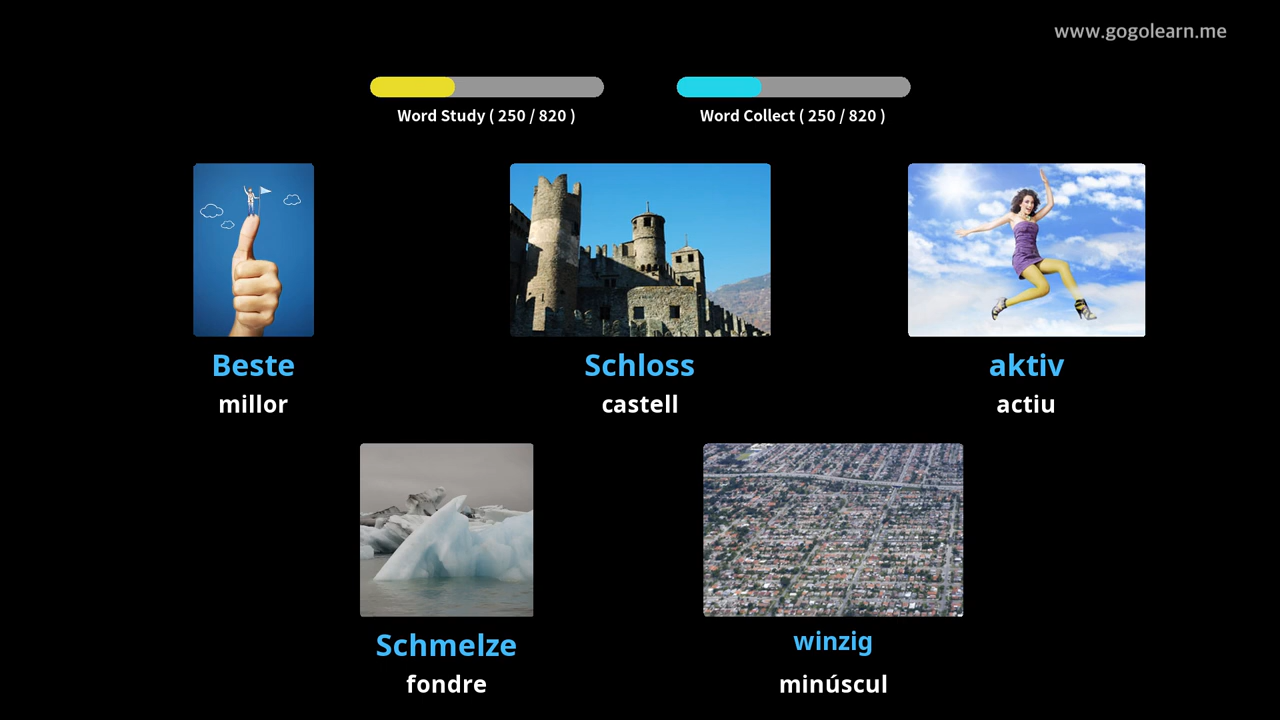 www.gogolearn.me
Word Study ( 250 / 820 )
Word Collect ( 250 / 820 )
Beste
millor
Schloss
castell
aktiv
actiu
Schmelze
fondre
winzig
minúscul